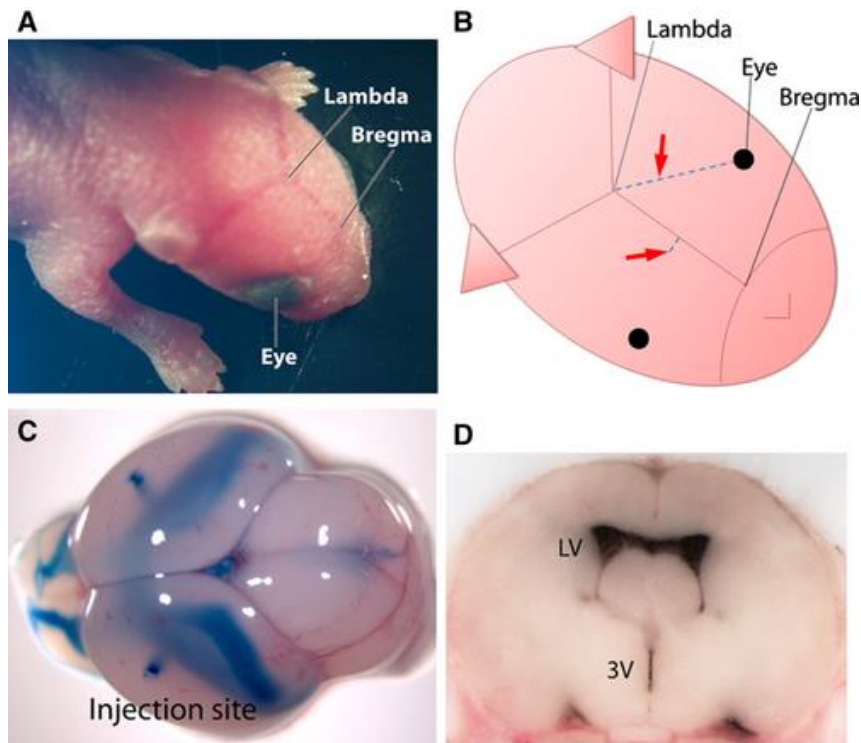 A
Lambda
Bregma
Eye
B
Lambda
Eye
Bregma
C
Injection site
D
LV
3V